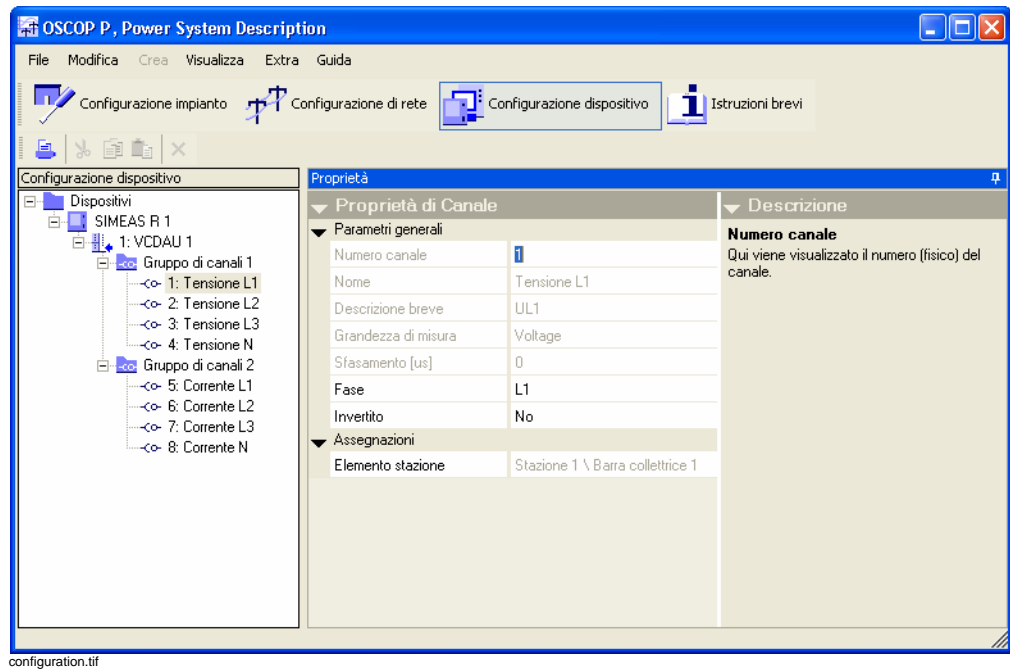 OSCOP P, Power System Description
File Modifica Crea Visualizza Extra Guida
Configurazione impianto Configurazione di rete Configurazione dispositivo Istruzioni brevi
Configurazione dispositivo
Dispositivi
SIMEAS R 1
1: VCDAU 1
Gruppo di canali 1
1: Tensione L1
2: Tensione L2
3: Tensione L3
4: Tensione N
Gruppo di canali 2
5: Corrente L1
6: Corrente L2
7: Corrente L3
8: Corrente N
Proprietà
Proprietà di Canale
Parametri generali
Numero canale 1
Nome Tensione L1
Descrizione breve UL1
Grandezza di misura Voltage
Sfasamento [us] 0
Fase L1
Invertito No
Assegnazioni
Elemento stazione Stazione 1 \ Barra collettrice 1
Descrizione
Numero canale
Qui viene visualizzato il numero (fisico) del
canale.
configuration.tif